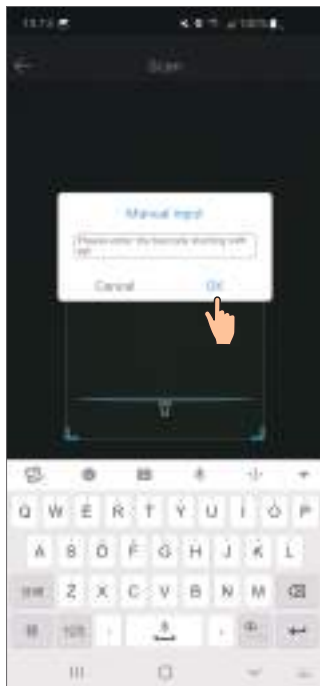 Scan
Manual input
Please enter the barcode starting with
Cancel
OK
Q W E R T Y U I O P
A S D F G H J K L
Z X C V B N M